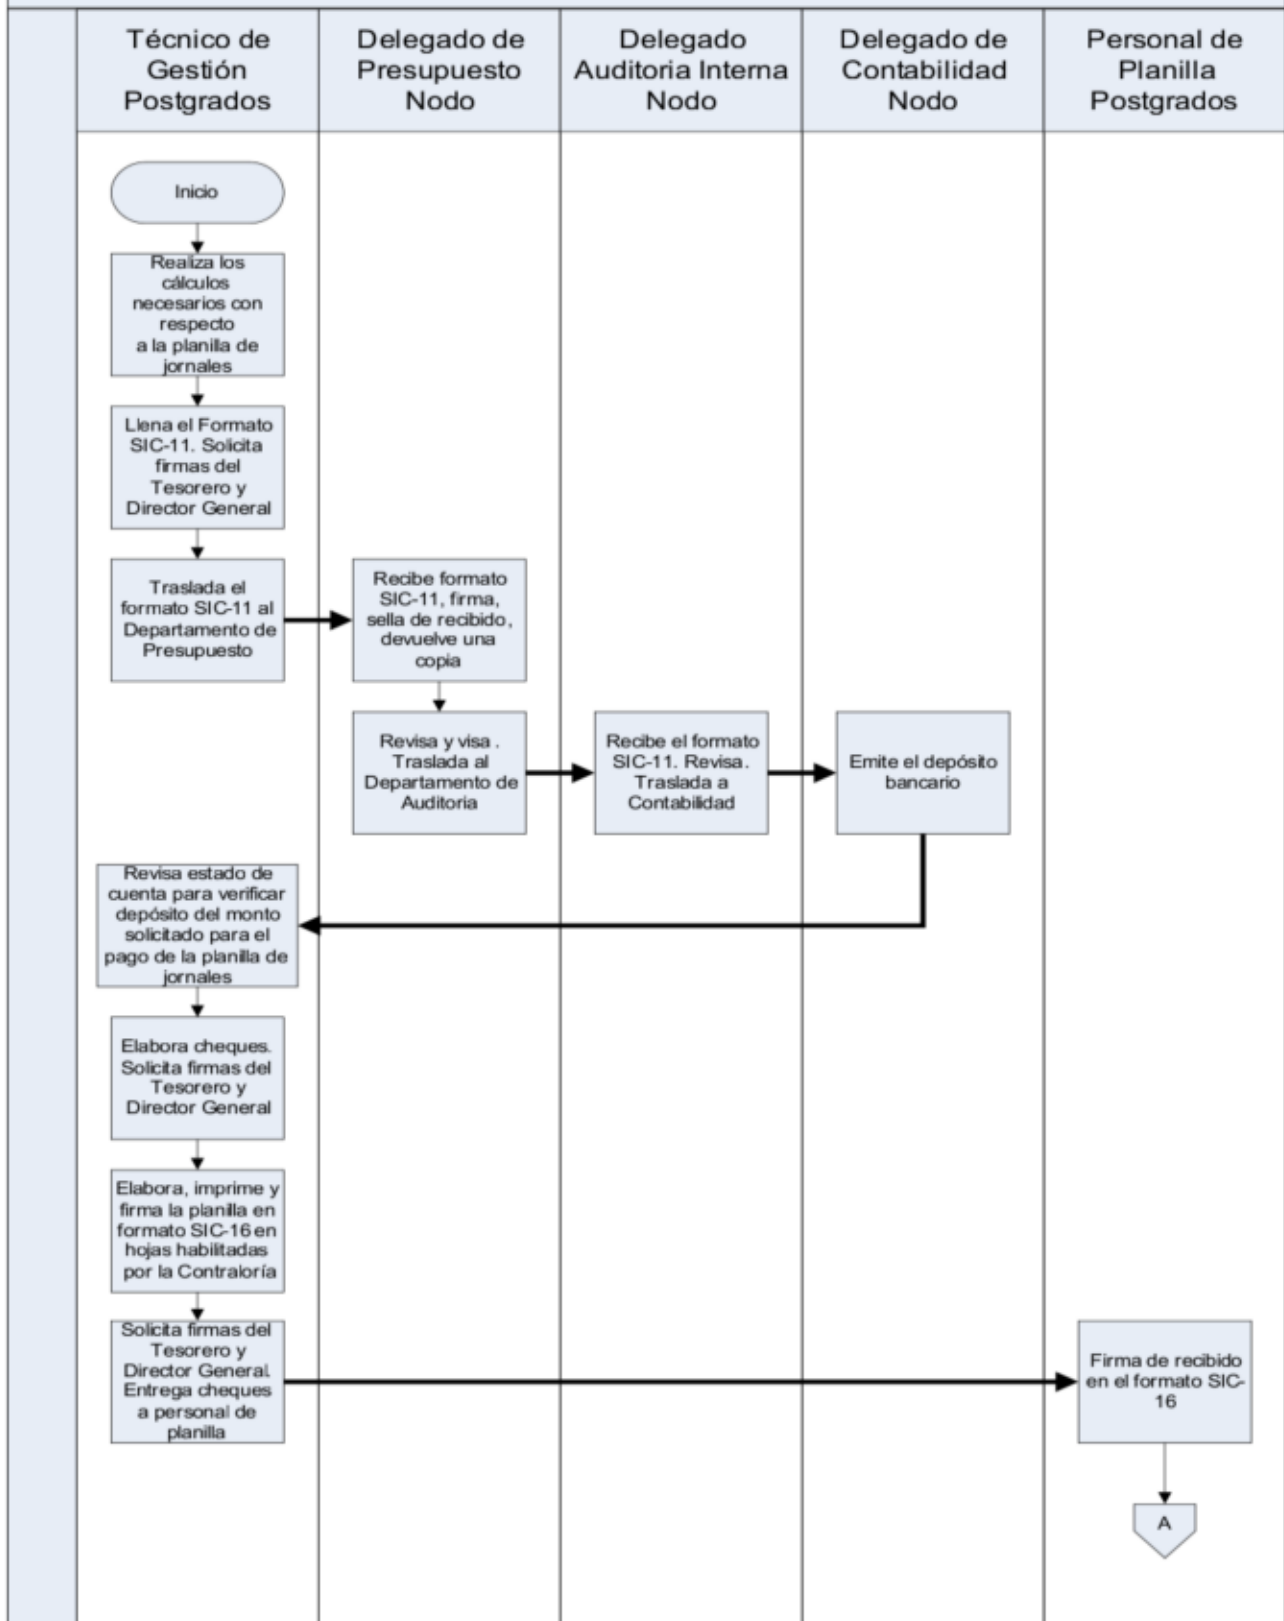 Técnico de
Gestión
Postgrados
Delegado de
Presupuesto
Nodo
Delegado
Auditoria Interna
Nodo
Delegado de
Contabilidad
Nodo
Personal de
Planilla
Postgrados
Inicio
Realiza los
cálculos
necesarios con
respecto
a la planilla de
jornales
Llena el Formato
SIC-11. Solicita
firmas del
Tesorero y
Director General
Traslada el
formato SIC-11 al
Departamento de
Presupuesto
Recibe formato
SIC-11, firma,
sella de recibido,
devuelve una
copia
Revisa y visa .
Traslada al
Departamento de
Auditoria
Recibe el formato
SIC-11. Revisa.
Traslada a
Contabilidad
Emite el depósito
bancario
Revisa estado de
cuenta para verificar
depósito del monto
solicitado para el
pago de la planilla de
jornales
Elabora cheques.
Solicita firmas del
Tesorero y
Director General
Elabora, imprime y
firma la planilla en
formato SIC-16 en
hojas habilitadas
por la Contraloría
Solicita firmas del
Tesorero y
Director General.
Entrega cheques
a personal de
planilla
Firma de recibido
en el formato SIC-
16
A